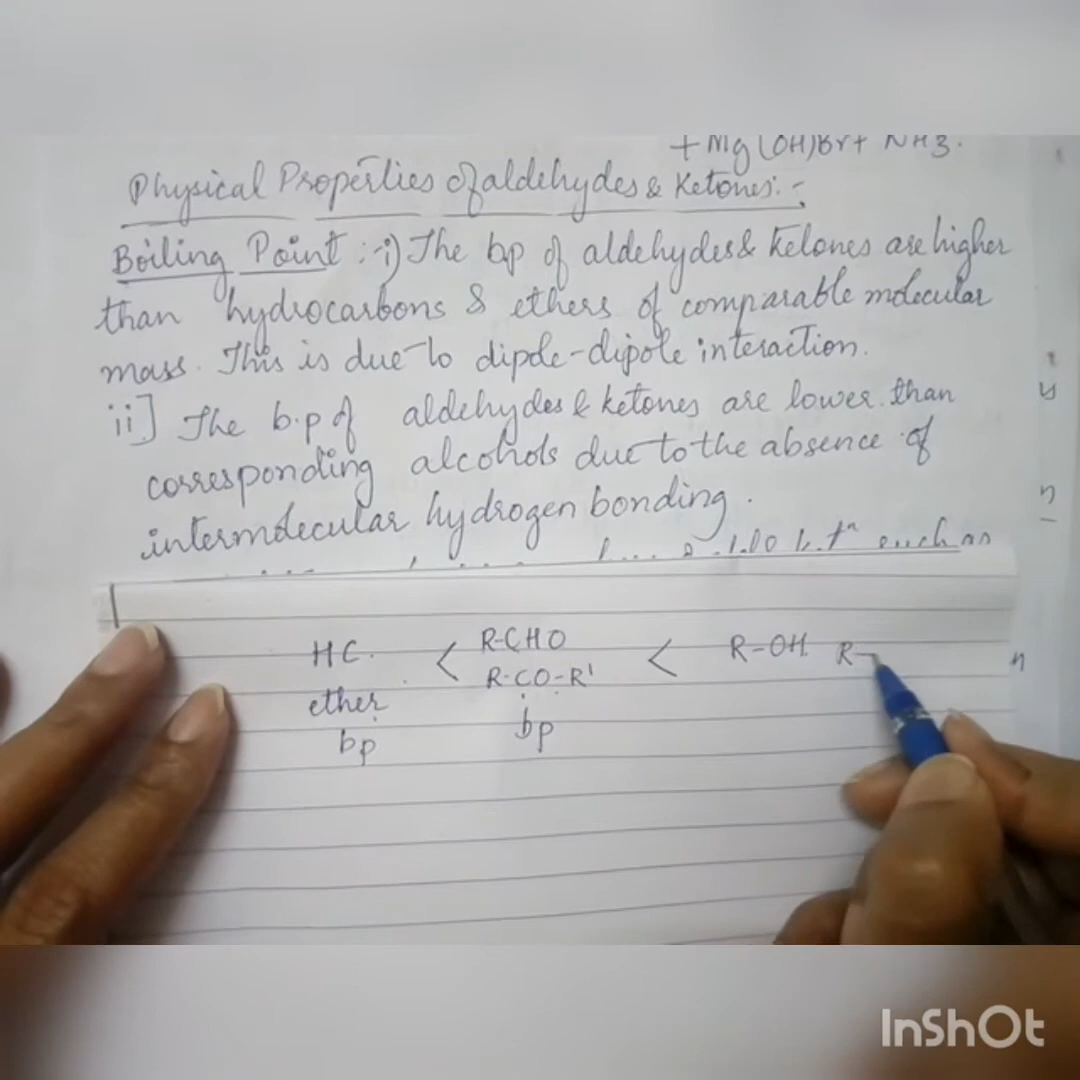 + Mg(OH)Br + NH3.
Physical Properties of aldehydes & Ketones:-
Boiling Point :- i) The bp of aldehydes & Ketones are higher
than hydrocarbons & ethers of comparable molecular
mass. This is due to dipole-dipole interaction.
ii] The b.p of aldehydes & ketones are lower than
corresponding alcohols due to the absence of
intermolecular hydrogen bonding.
such as
HC. < R-CHO < R-OH R-
ether R-CO-R'
bp bp
y
n
n
InShOt